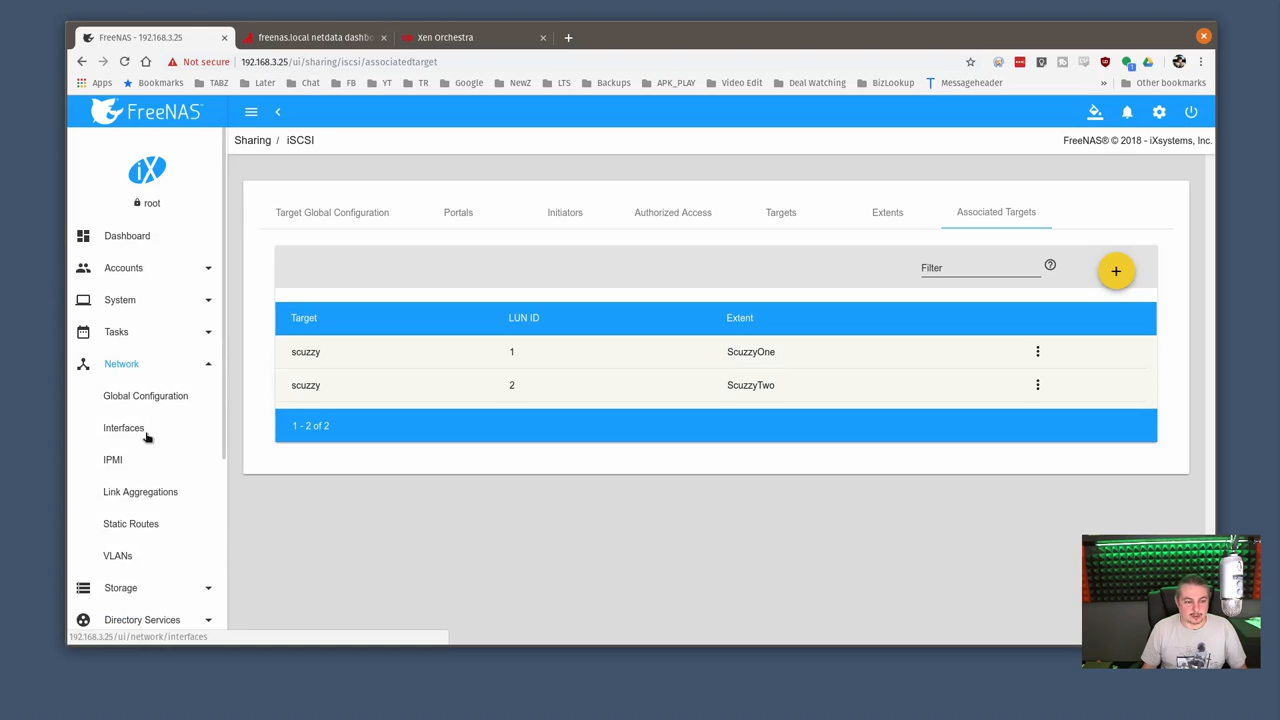 FreeNAS - 192.168.3.25
freenas.local netdata dashb
Xen Orchestra
Not secure 192.168.3.25/ui/sharing/iscsi/associatedtarget
Apps Bookmarks TABZ Later Chat FB YT TR Google NewZ LTS Backups APK_PLAY Video Edit Deal Watching BizLookup Messageheader » Other bookmarks
FreeNAS
Sharing / iSCSI
FreeNAS® © 2018 - iXsystems, Inc.
iX
root
Dashboard
Accounts
System
Tasks
Network
Global Configuration
Interfaces
IPMI
Link Aggregations
Static Routes
VLANs
Storage
Directory Services
192.168.3.25/ui/network/interfaces
Target Global Configuration Portals Initiators Authorized Access Targets Extents Associated Targets
Filter
Target LUN ID Extent
scuzzy 1 ScuzzyOne
scuzzy 2 ScuzzyTwo
1 - 2 of 2